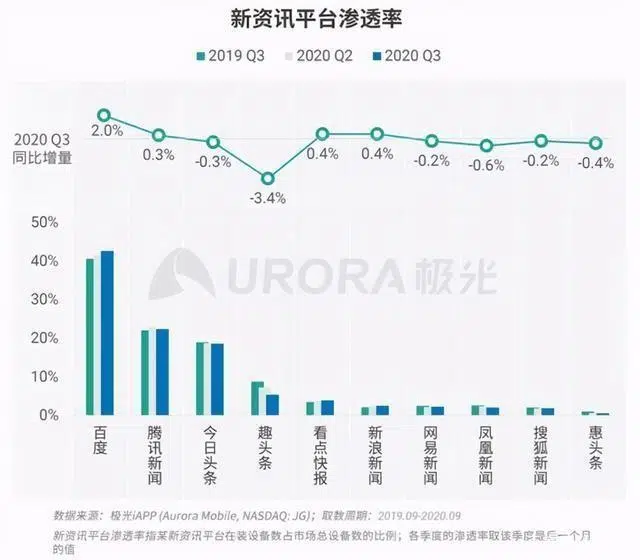 新资讯平台渗透率
2019 Q3 2020 Q2 2020 Q3
2020 Q3
同比增量
2.0% 0.3% -0.3% -3.4% 0.4% 0.4% -0.2% -0.6% -0.2% -0.4%
50%
40%
30%
20%
10%
0%
URORA极光
百度 腾讯新闻 今日头条 趣头条 看点快报 新浪新闻 网易新闻 凤凰新闻 搜狐新闻 惠头条
数据来源：极光iAPP (Aurora Mobile, NASDAQ: JG)；取数周期：2019.09-2020.09
新资讯平台渗透率指某新资讯平台在装设备数占市场总设备数的比例；各季度的渗透率取该季度最后一个月
的值